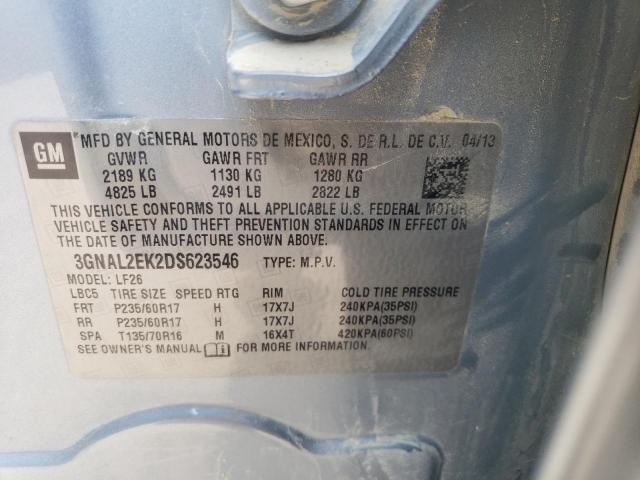 GM
MFD BY GENERAL MOTORS DE MEXICO, S. DE R.L. DE C.V. 04/13
GVWR GAWR FRT GAWR RR
2189 KG 1130 KG 1280 KG
4825 LB 2491 LB 2822 LB
THIS VEHICLE CONFORMS TO ALL APPLICABLE U.S. FEDERAL MOTOR
VEHICLE SAFETY AND THEFT PREVENTION STANDARDS IN EFFECT ON
THE DATE OF MANUFACTURE SHOWN ABOVE.
3GNAL2EK2DS623546 TYPE: M.P.V.
MODEL: LF26
LBC5 TIRE SIZE SPEED RTG RIM COLD TIRE PRESSURE
FRT P235/60R17 H 17X7J 240KPA(35PSI)
RR P235/60R17 H 17X7J 240KPA(35PSI)
SPA T135/70R16 M 16X4T 420KPA(60PSI)
SEE OWNER'S MANUAL FOR MORE INFORMATION.